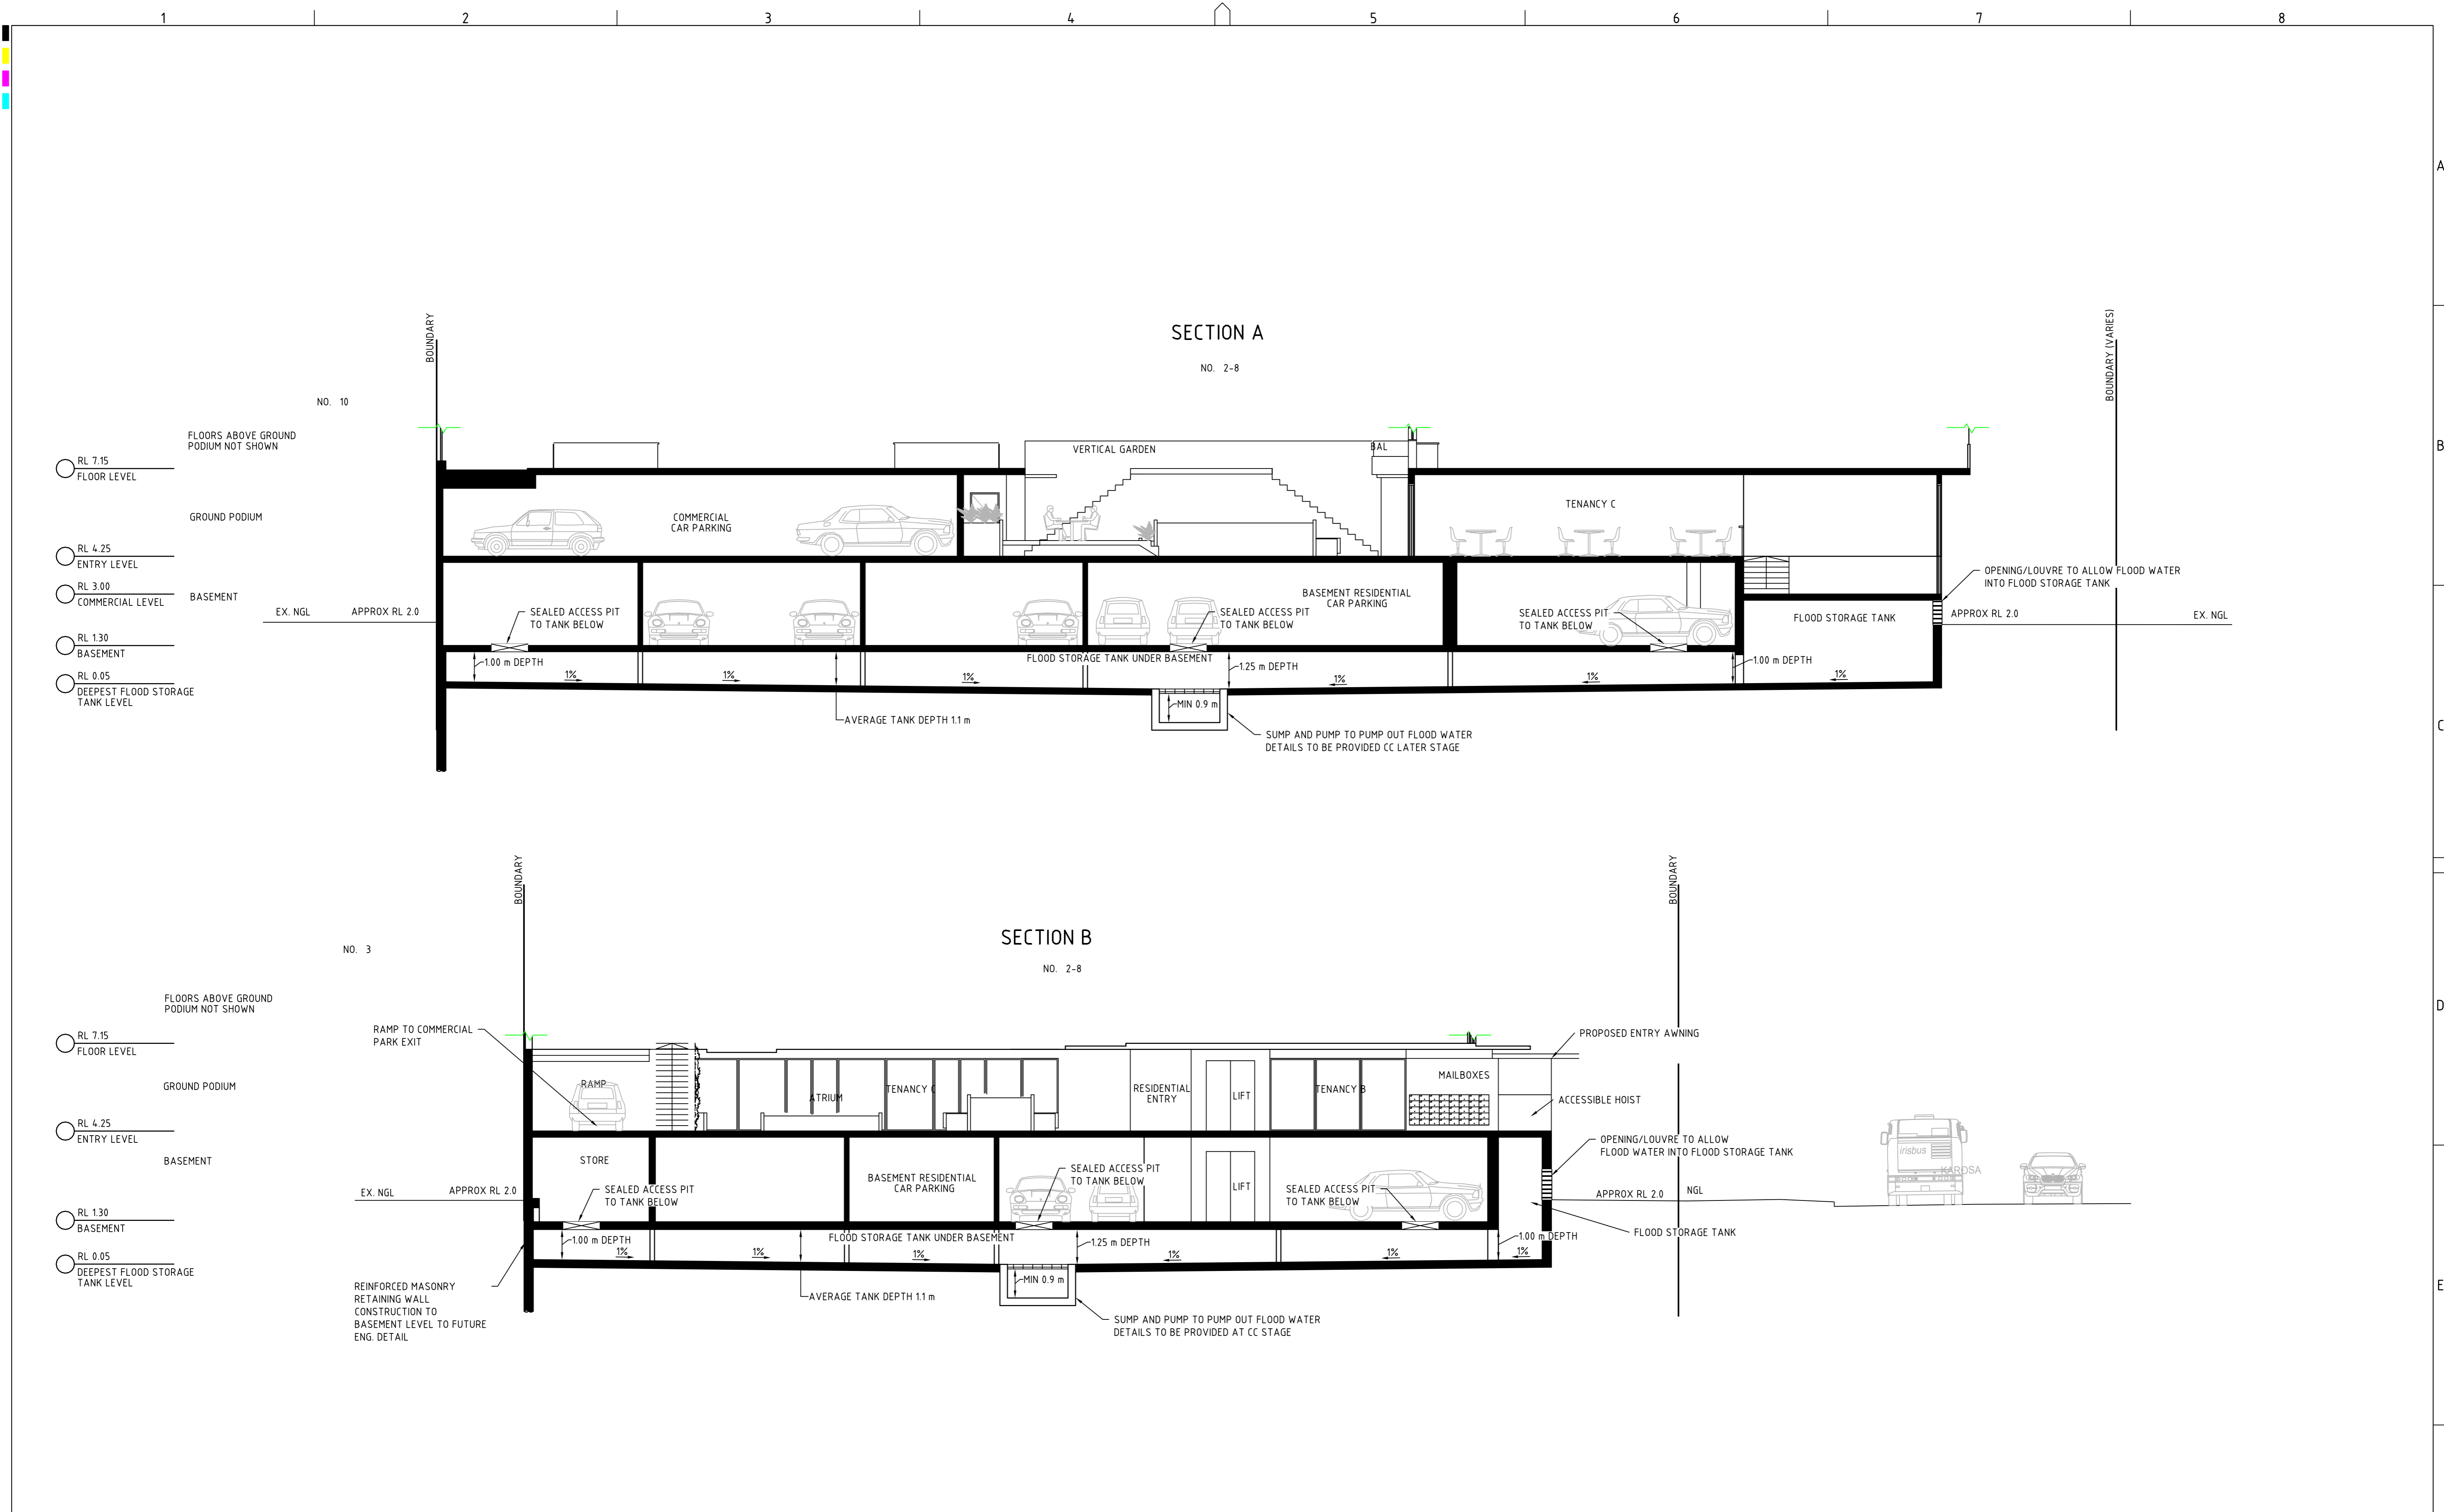 1 2 3 4 5 6 7 8
A
B
C
D
E
SECTION A
NO. 2-8
BOUNDARY
BOUNDARY (VARIES)
NO. 10
FLOORS ABOVE GROUND
PODIUM NOT SHOWN
RL 7.15
FLOOR LEVEL
GROUND PODIUM
RL 4.25
ENTRY LEVEL
RL 3.00
COMMERCIAL LEVEL
BASEMENT
EX. NGL
APPROX RL 2.0
RL 1.30
BASEMENT
RL 0.05
DEEPEST FLOOD STORAGE
TANK LEVEL
VERTICAL GARDEN
BAL
COMMERCIAL
CAR PARKING
TENANCY C
OPENING/LOUVRE TO ALLOW FLOOD WATER
INTO FLOOD STORAGE TANK
BASEMENT RESIDENTIAL
CAR PARKING
SEALED ACCESS PIT
TO TANK BELOW
SEALED ACCESS PIT
TO TANK BELOW
SEALED ACCESS PIT
TO TANK BELOW
FLOOD STORAGE TANK
APPROX RL 2.0
EX. NGL
1.00 m DEPTH
FLOOD STORAGE TANK UNDER BASEMENT
1.25 m DEPTH
1.00 m DEPTH
1%
1%
1%
1%
1%
1%
MIN 0.9 m
AVERAGE TANK DEPTH 1.1 m
SUMP AND PUMP TO PUMP OUT FLOOD WATER
DETAILS TO BE PROVIDED CC LATER STAGE
BOUNDARY
BOUNDARY
SECTION B
NO. 2-8
NO. 3
FLOORS ABOVE GROUND
PODIUM NOT SHOWN
RL 7.15
FLOOR LEVEL
GROUND PODIUM
RL 4.25
ENTRY LEVEL
BASEMENT
EX. NGL
APPROX RL 2.0
RL 1.30
BASEMENT
RL 0.05
DEEPEST FLOOD STORAGE
TANK LEVEL
RAMP TO COMMERCIAL
PARK EXIT
PROPOSED ENTRY AWNING
RAMP
ATRIUM
TENANCY C
RESIDENTIAL
ENTRY
LIFT
TENANCY B
MAILBOXES
ACCESSIBLE HOIST
OPENING/LOUVRE TO ALLOW
FLOOD WATER INTO FLOOD STORAGE TANK
irisbus
KAROSA
STORE
BASEMENT RESIDENTIAL
CAR PARKING
SEALED ACCESS PIT
TO TANK BELOW
SEALED ACCESS PIT
TO TANK BELOW
LIFT
SEALED ACCESS PIT
TO TANK BELOW
APPROX RL 2.0
NGL
FLOOD STORAGE TANK
1.00 m DEPTH
FLOOD STORAGE TANK UNDER BASEMENT
1.25 m DEPTH
1.00 m DEPTH
1%
1%
1%
1%
1%
1%
MIN 0.9 m
AVERAGE TANK DEPTH 1.1 m
SUMP AND PUMP TO PUMP OUT FLOOD WATER
DETAILS TO BE PROVIDED AT CC STAGE
REINFORCED MASONRY
RETAINING WALL
CONSTRUCTION TO
BASEMENT LEVEL TO FUTURE
ENG. DETAIL